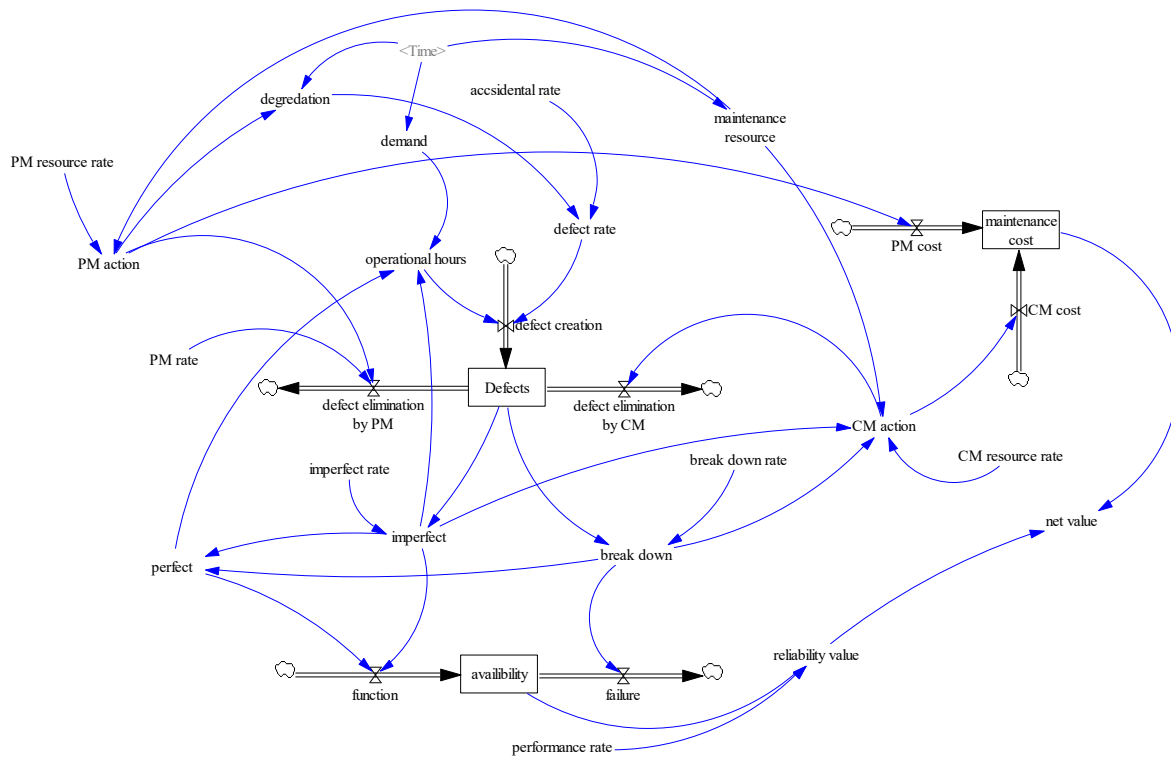 <Time>
degredation
accsidental rate
maintenance
resource
demand
PM resource rate
defect rate
maintenance
cost
PM cost
PM action
operational hours
defect creation
CM cost
PM rate
Defects
defect elimination
by PM
defect elimination
by CM
CM action
imperfect rate
break down rate
CM resource rate
net value
imperfect
break down
perfect
reliability value
availibility
function
failure
performance rate